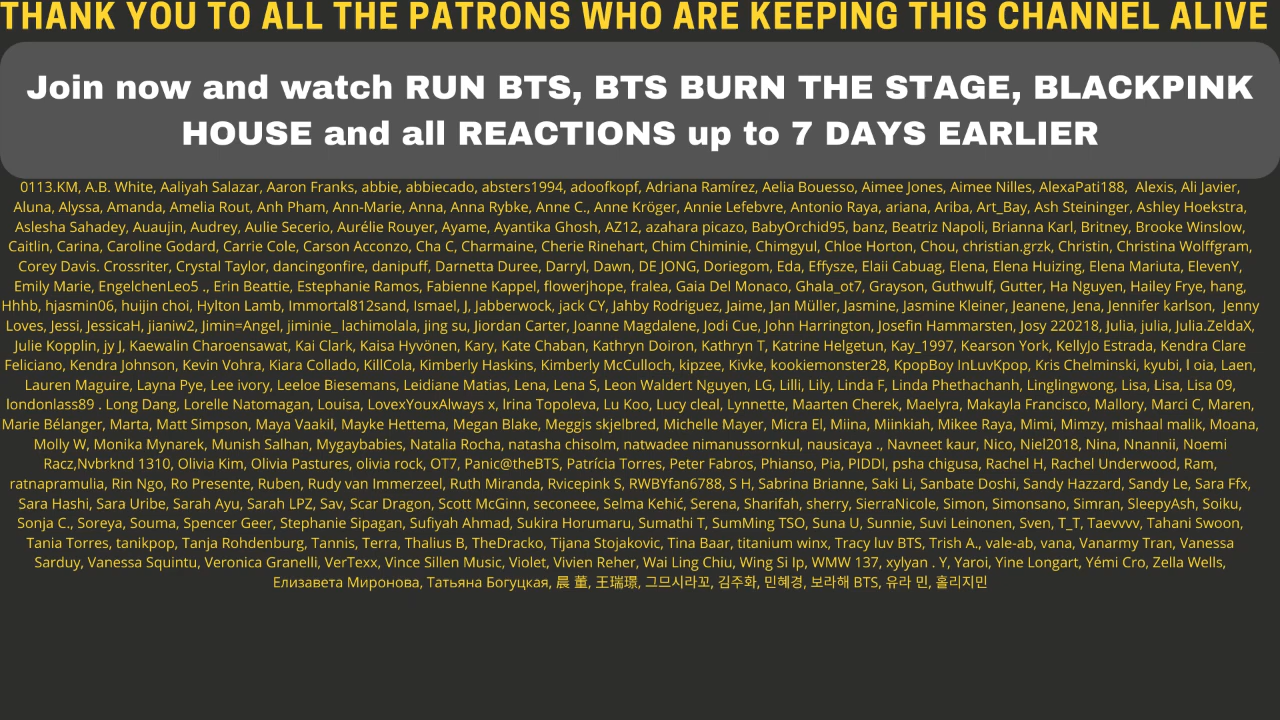 THANK YOU TO ALL THE PATRONS WHO ARE KEEPING THIS CHANNEL ALIVE
Join now and watch RUN BTS, BTS BURN THE STAGE, BLACKPINK
HOUSE and all REACTIONS up to 7 DAYS EARLIER
0113.KM, A.B. White, Aaliyah Salazar, Aaron Franks, abbie, abbiecado, absters1994, adoofkopf, Adriana Ramírez, Aelia Bouesso, Aimee Jones, Aimee Nilles, AlexaPati188, Alexis, Ali Javier,
Aluna, Alyssa, Amanda, Amelia Rout, Anh Pham, Ann-Marie, Anna, Anna Rybke, Anne C., Anne Kröger, Annie Lefebvre, Antonio Raya, ariana, Ariba, Art_Bay, Ash Steininger, Ashley Hoekstra,
Aslesha Sahadey, Auaujin, Audrey, Aulie Secerio, Aurélie Rouyer, Ayame, Ayantika Ghosh, AZ12, azahara picazo, BabyOrchid95, banz, Beatriz Napoli, Brianna Karl, Britney, Brooke Winslow,
Caitlin, Carina, Caroline Godard, Carrie Cole, Carson Acconzo, Cha C, Charmaine, Cherie Rinehart, Chim Chiminie, Chimgyul, Chloe Horton, Chou, christian.grzk, Christin, Christina Wolffgram,
Corey Davis. Crossriter, Crystal Taylor, dancingonfire, danipuff, Darnetta Duree, Darryl, Dawn, DE JONG, Doriegom, Eda, Effysze, Elaii Cabuag, Elena, Elena Huizing, Elena Mariuta, ElevenY,
Emily Marie, EngelchenLeo5 ., Erin Beattie, Estephanie Ramos, Fabienne Kappel, flowerjhope, fralea, Gaia Del Monaco, Ghala_ot7, Grayson, Guthwulf, Gutter, Ha Nguyen, Hailey Frye, hang,
Hhhb, hjasmin06, huijin choi, Hylton Lamb, Immortal812sand, Ismael, J, Jabberwock, jack CY, Jahby Rodriguez, Jaime, Jan Müller, Jasmine, Jasmine Kleiner, Jeanene, Jena, Jennifer karlson, Jenny
Loves, Jessi, JessicaH, jianiw2, Jimin=Angel, jiminie_ lachimolala, jing su, Jiordan Carter, Joanne Magdalene, Jodi Cue, John Harrington, Josefin Hammarsten, Josy 220218, Julia, julia, Julia.ZeldaX,
Julie Kopplin, jy J, Kaewalin Charoensawat, Kai Clark, Kaisa Hyvönen, Kary, Kate Chaban, Kathryn Doiron, Kathryn T, Katrine Helgetun, Kay_1997, Kearson York, KellyJo Estrada, Kendra Clare
Feliciano, Kendra Johnson, Kevin Vohra, Kiara Collado, KillCola, Kimberly Haskins, Kimberly McCulloch, kipzee, Kivke, kookiemonster28, KpopBoy InLuvKpop, Kris Chelminski, kyubi, l oia, Laen,
Lauren Maguire, Layna Pye, Lee ivory, Leeloe Biesemans, Leidiane Matias, Lena, Lena S, Leon Waldert Nguyen, LG, Lilli, Lily, Linda F, Linda Phethachanh, Linglingwong, Lisa, Lisa, Lisa 09,
londonlass89 . Long Dang, Lorelle Natomagan, Louisa, LovexYouxAlways x, lrina Topoleva, Lu Koo, Lucy cleal, Lynnette, Maarten Cherek, Maelyra, Makayla Francisco, Mallory, Marci C, Maren,
Marie Bélanger, Marta, Matt Simpson, Maya Vaakil, Mayke Hettema, Megan Blake, Meggis skjelbred, Michelle Mayer, Micra El, Miina, Miinkiah, Mikee Raya, Mimi, Mimzy, mishaal malik, Moana,
Molly W, Monika Mynarek, Munish Salhan, Mygaybabies, Natalia Rocha, natasha chisolm, natwadee nimanussornkul, nausicaya ., Navneet kaur, Nico, Niel2018, Nina, Nnannii, Noemi
Racz,Nvbrknd 1310, Olivia Kim, Olivia Pastures, olivia rock, OT7, Panic@theBTS, Patrícia Torres, Peter Fabros, Phianso, Pia, PIDDI, psha chigusa, Rachel H, Rachel Underwood, Ram,
ratnapramulia, Rin Ngo, Ro Presente, Ruben, Rudy van Immerzeel, Ruth Miranda, Rvicepink S, RWBYfan6788, S H, Sabrina Brianne, Saki Li, Sanbate Doshi, Sandy Hazzard, Sandy Le, Sara Ffx,
Sara Hashi, Sara Uribe, Sarah Ayu, Sarah LPZ, Sav, Scar Dragon, Scott McGinn, seconeee, Selma Kehić, Serena, Sharifah, sherry, SierraNicole, Simon, Simonsano, Simran, SleepyAsh, Soiku,
Sonja C., Soreya, Souma, Spencer Geer, Stephanie Sipagan, Sufiyah Ahmad, Sukira Horumaru, Sumathi T, SumMing TSO, Suna U, Sunnie, Suvi Leinonen, Sven, T_T, Taevvvv, Tahani Swoon,
Tania Torres, tanikpop, Tanja Rohdenburg, Tannis, Terra, Thalius B, TheDracko, Tijana Stojakovic, Tina Baar, titanium winx, Tracy luv BTS, Trish A., vale-ab, vana, Vanarmy Tran, Vanessa
Sarduy, Vanessa Squintu, Veronica Granelli, VerTexx, Vince Sillen Music, Violet, Vivien Reher, Wai Ling Chiu, Wing Si Ip, WMW 137, xylyan . Y, Yaroi, Yine Longart, Yémi Cro, Zella Wells,
Елизавета Миронова, Татьяна Богуцкая, 晨 董, 王瑞璟, 그므시라꼬, 김주화, 민혜경, 보라해 BTS, 유라 민, 홀리지민